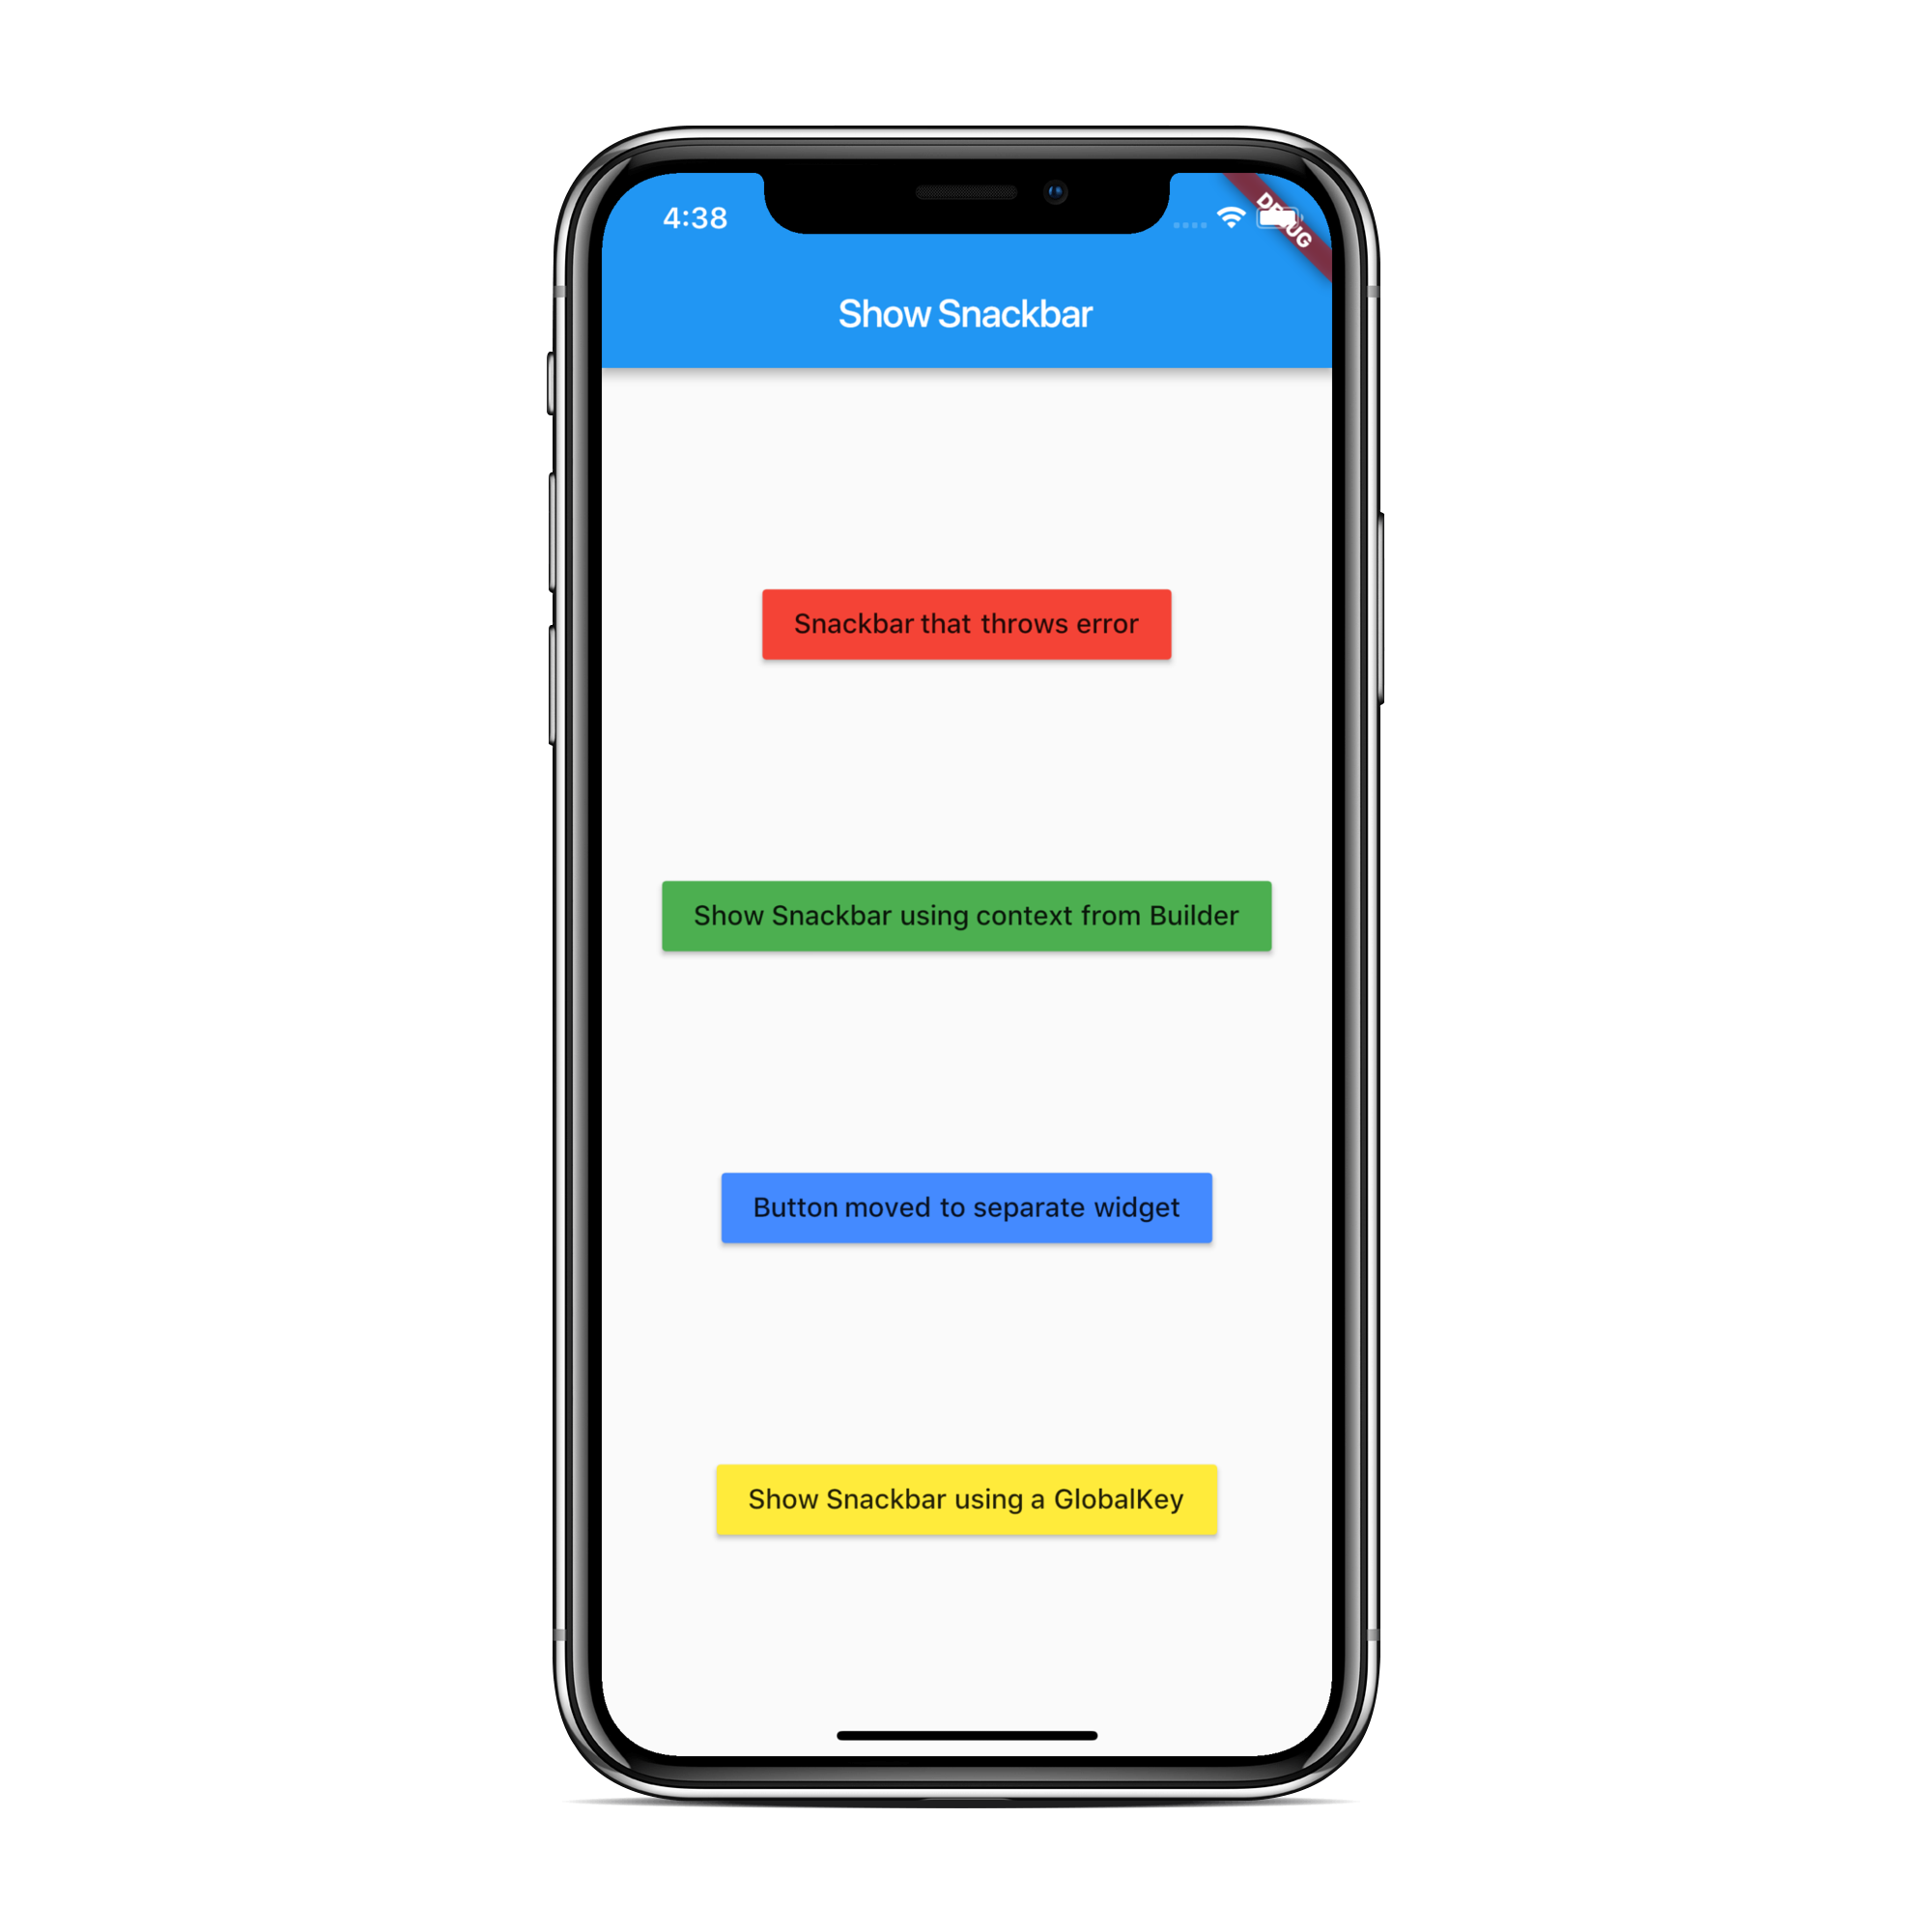 4:38
DEBUG
Show Snackbar
Snackbar that throws error
Show Snackbar using context from Builder
Button moved to separate widget
Show Snackbar using a GlobalKey